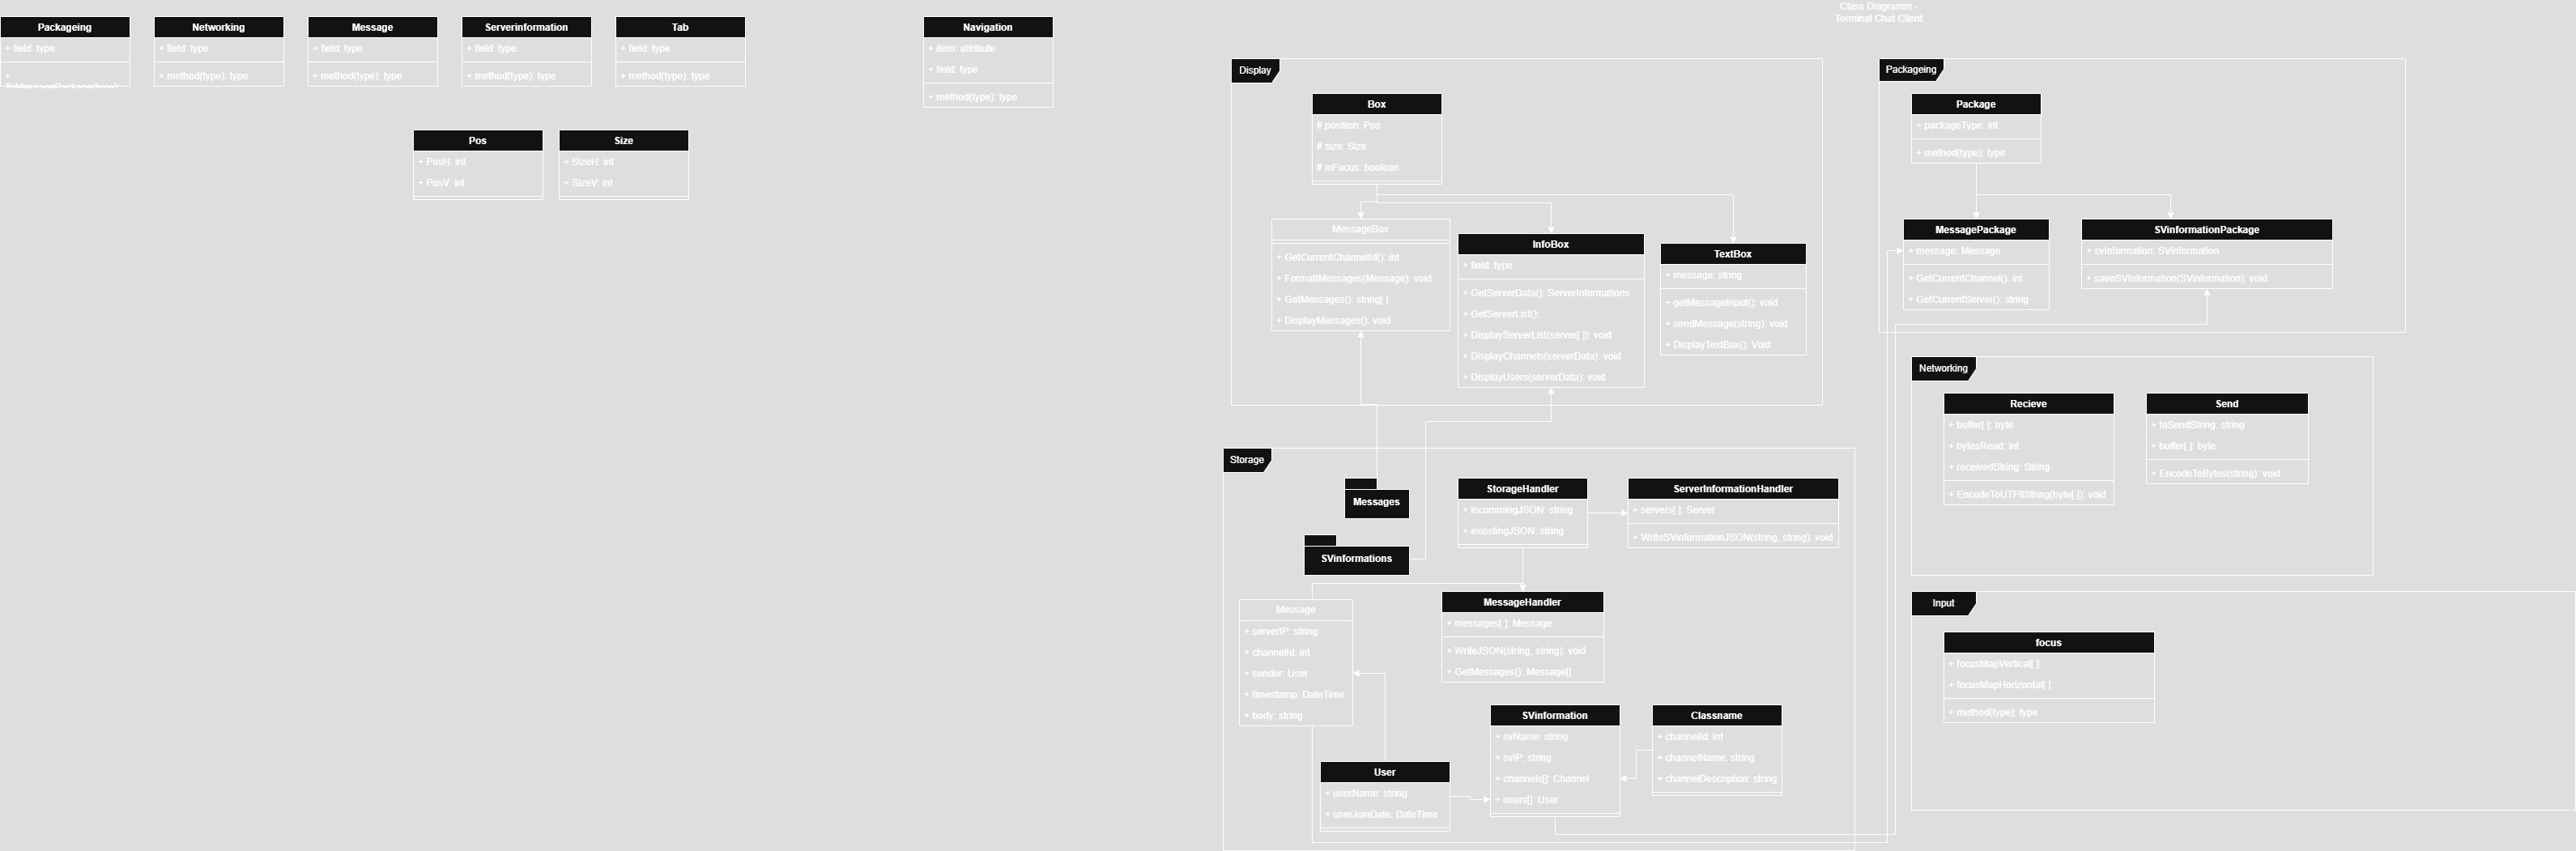 Class Diagramm -
Terminal Chat Client
Packageing
+ field: type
+
ToMessagePackage(type):
Networking
+ field: type
+ method(type): type
Message
+ field: type
+ method(type): type
Serverinformation
+ field: type
+ method(type): type
Tab
+ field: type
+ method(type): type
Navigation
+ item: attribute
+ field: type
+ method(type): type
Pos
+ PosH: int
+ PosV: int
Size
+ SizeH: int
+ SizeV: int
Display
Box
# position: Pos
# size: Size
# inFocus: boolean
MessageBox
+ GetCurrentChannelId(): int
+ FormattMessages(Message): void
+ GetMessages(): string[ ]
+ DisplayMessages(): void
InfoBox
+ field: type
+ GetServerData(): ServerInformations
+ GetServerList():
+ DisplayServerList(server[ ]): void
+ DisplayChannels(serverData): void
+ DisplayUsers(serverData): void
TextBox
+ message: string
+ getMessageInput(): void
+ sendMessage(string): void
+ DisplayTextBox(): Void
Packageing
Package
+ packageType: int
+ method(type): type
MessagePackage
+ message: Message
+ GetCurrentChannel(): int
+ GetCurrentServer(): string
SVinformationPackage
+ svInformation: SVinformation
+ saveSVinformation(SVinformation): void
Networking
Recieve
+ buffer[ ]: byte
+ bytesRead: int
+ receivedString: String
+ EncodeToUTF8String(byte[ ]): void
Send
+ toSendString: string
+ buffer[ ]: byte
+ EncodeToBytes(string): void
Storage
Messages
SVinformations
StorageHandler
+ incommingJSON: string
+ exisstingJSON: string
ServerInformationHandler
+ servers[ ]: Server
+ WriteSVinformationJSON(string, string): void
Message
+ serverIP: string
+ channelId: int
+ sender: User
+ timestamp: DateTime
+ body: string
MessageHandler
+ messages[ ]: Message
+ WriteJSON(string, string): void
+ GetMessages(): Message[]
User
+ userName: string
+ userJoinDate: DateTime
SVinformation
+ svName: string
+ svIP: string
+ channels[]: Channel
+ users[]: User
Classname
+ channelId: int
+ channelName: string
+ channelDescription: string
Input
focus
+ focusMapVertical[ ]:
+ focusMapHorizontal[ ]:
+ method(type): type